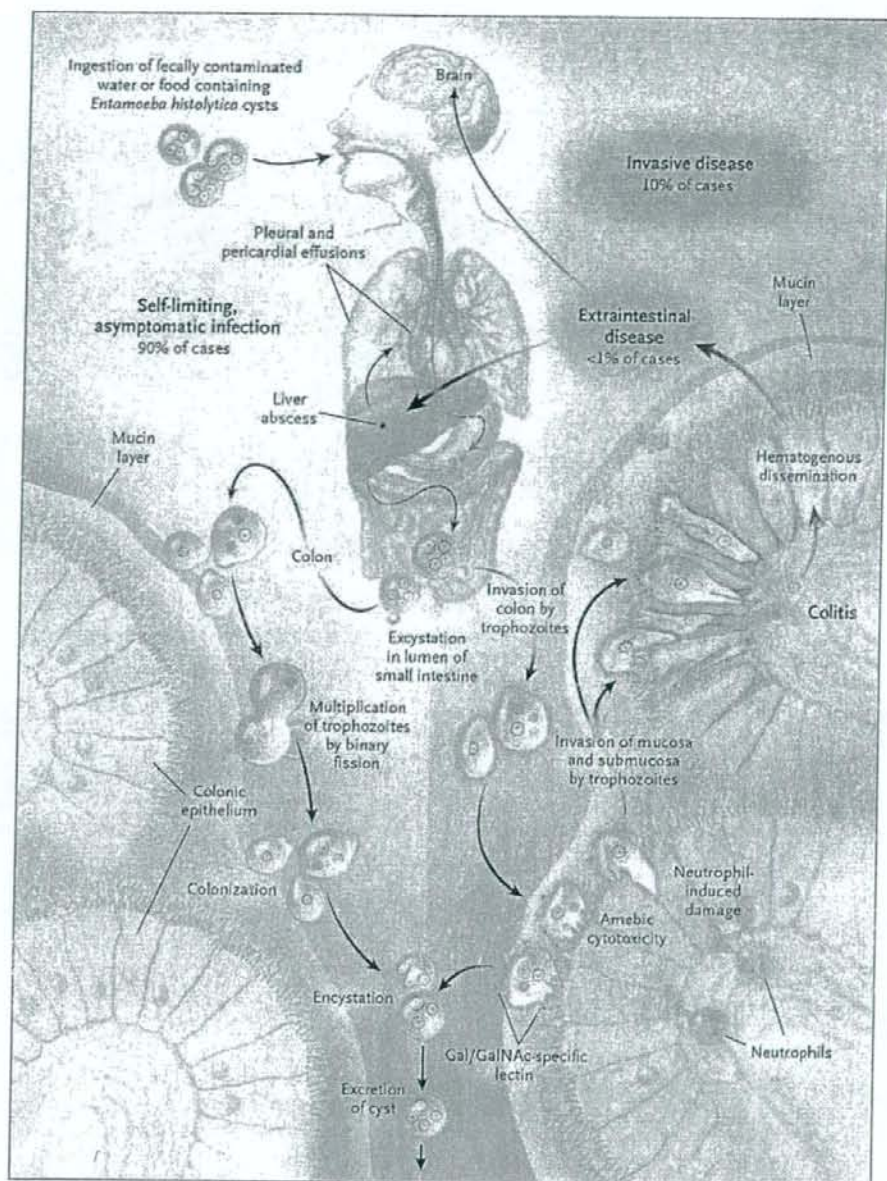 Ingestion of fecally contaminated
water or food containing
Entamoeba histolytica cysts
Brain
Invasive disease
10% of cases
Pleural and
pericardial effusions
Mucin
layer
Self-limiting,
asymptomatic infection
90% of cases
Extraintestinal
disease
<1% of cases
Liver
abscess
Mucin
layer
Hematogenous
dissemination
Colon
Invasion of
colon by
trophozoites
Colitis
Excystation
in lumen of
small intestine
Multiplication
of trophozoites
by binary
fission
Invasion of mucosa
and submucosa
by trophozoites
Colonic
epithelium
Colonization
Neutrophil-
induced
damage
Amebic
cytotoxicity
Encystation
Gal/GalNAc-specific
lectin
Neutrophils
Excretion
of cyst